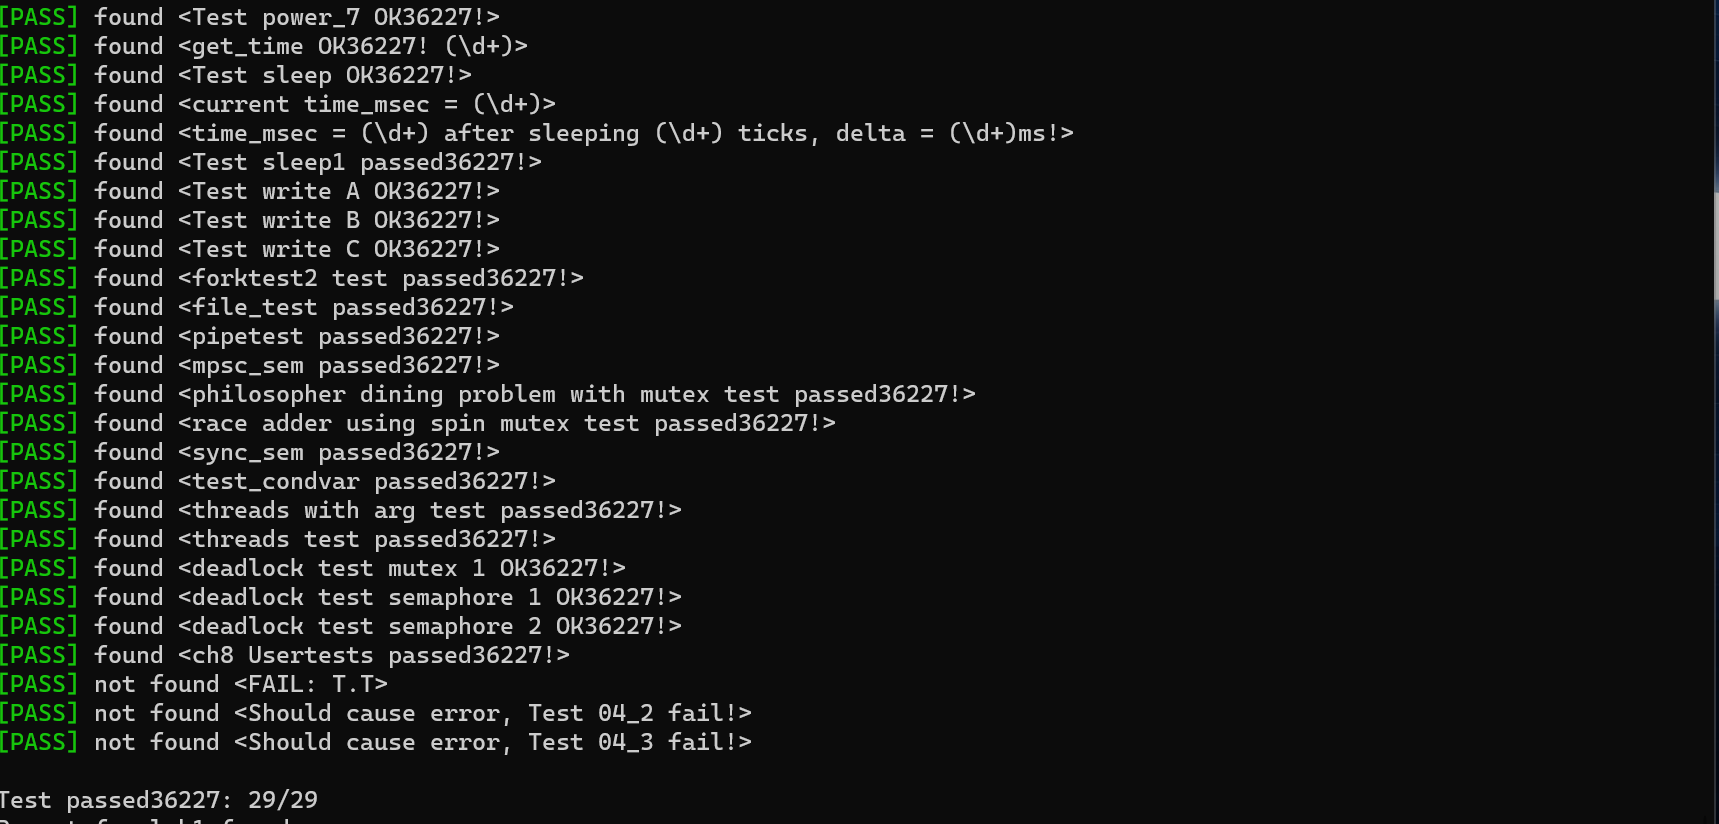 [PASS] found <Test power_7 OK36227!>
[PASS] found <get_time OK36227! (\d+)>
[PASS] found <Test sleep OK36227!>
[PASS] found <current time_msec = (\d+)>
[PASS] found <time_msec = (\d+) after sleeping (\d+) ticks, delta = (\d+)ms!>
[PASS] found <Test sleep1 passed36227!>
[PASS] found <Test write A OK36227!>
[PASS] found <Test write B OK36227!>
[PASS] found <Test write C OK36227!>
[PASS] found <forktest2 test passed36227!>
[PASS] found <file_test passed36227!>
[PASS] found <pipetest passed36227!>
[PASS] found <mpsc_sem passed36227!>
[PASS] found <philosopher dining problem with mutex test passed36227!>
[PASS] found <race adder using spin mutex test passed36227!>
[PASS] found <sync_sem passed36227!>
[PASS] found <test_condvar passed36227!>
[PASS] found <threads with arg test passed36227!>
[PASS] found <threads test passed36227!>
[PASS] found <deadlock test mutex 1 OK36227!>
[PASS] found <deadlock test semaphore 1 OK36227!>
[PASS] found <deadlock test semaphore 2 OK36227!>
[PASS] found <ch8 Usertests passed36227!>
[PASS] not found <FAIL: T.T>
[PASS] not found <Should cause error, Test 04_2 fail!>
[PASS] not found <Should cause error, Test 04_3 fail!>
Test passed36227: 29/29